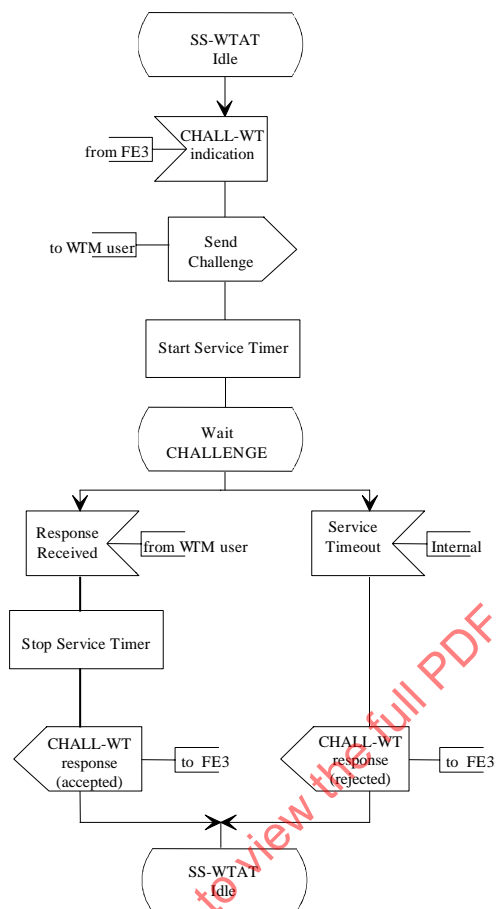 SS-WTAT
Idle
CHALL-WT
indication
from FE3
Send
Challenge
to WTM user
Start Service Timer
Wait
CHALLENGE
Response
Received
from WTM user
Service
Timeout
Internal
Stop Service Timer
CHALL-WT
response
(accepted)
to FE3
CHALL-WT
response
(rejected)
to FE3
SS-WTAT
Idle
to view the full PDF